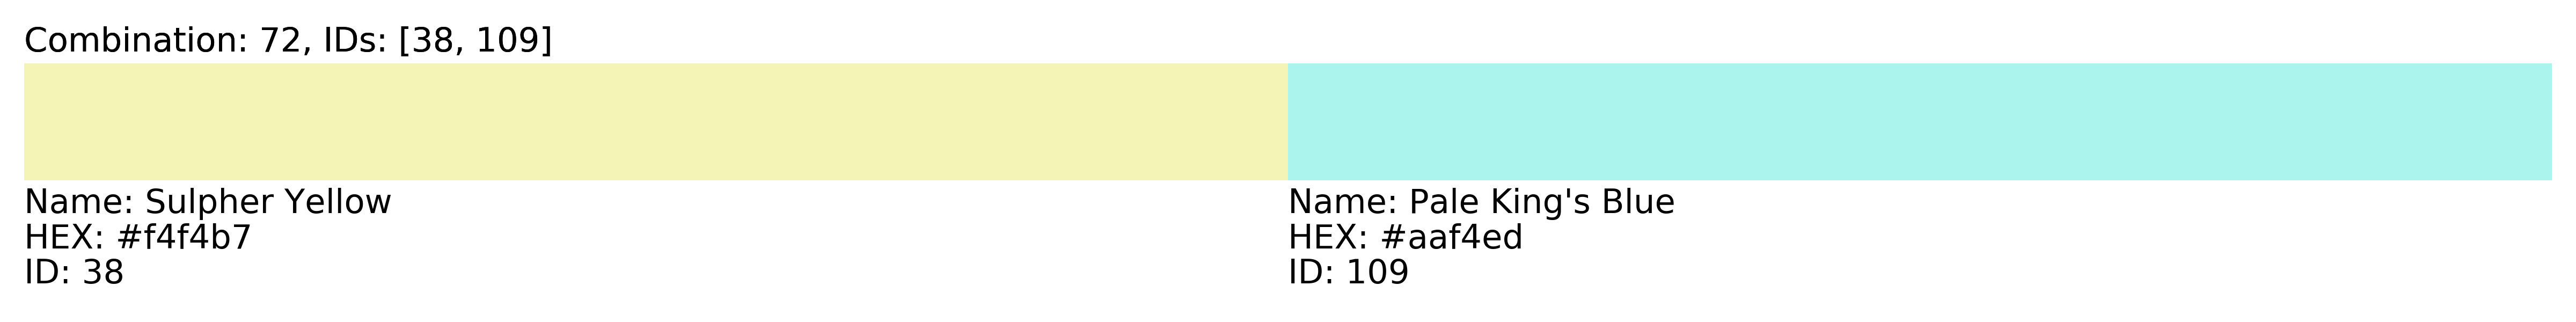 Combination: 72, IDs: [38, 109]
Name: Sulpher Yellow
HEX: #f4f4b7
ID: 38
Name: Pale King's Blue
HEX: #aaf4ed
ID: 109